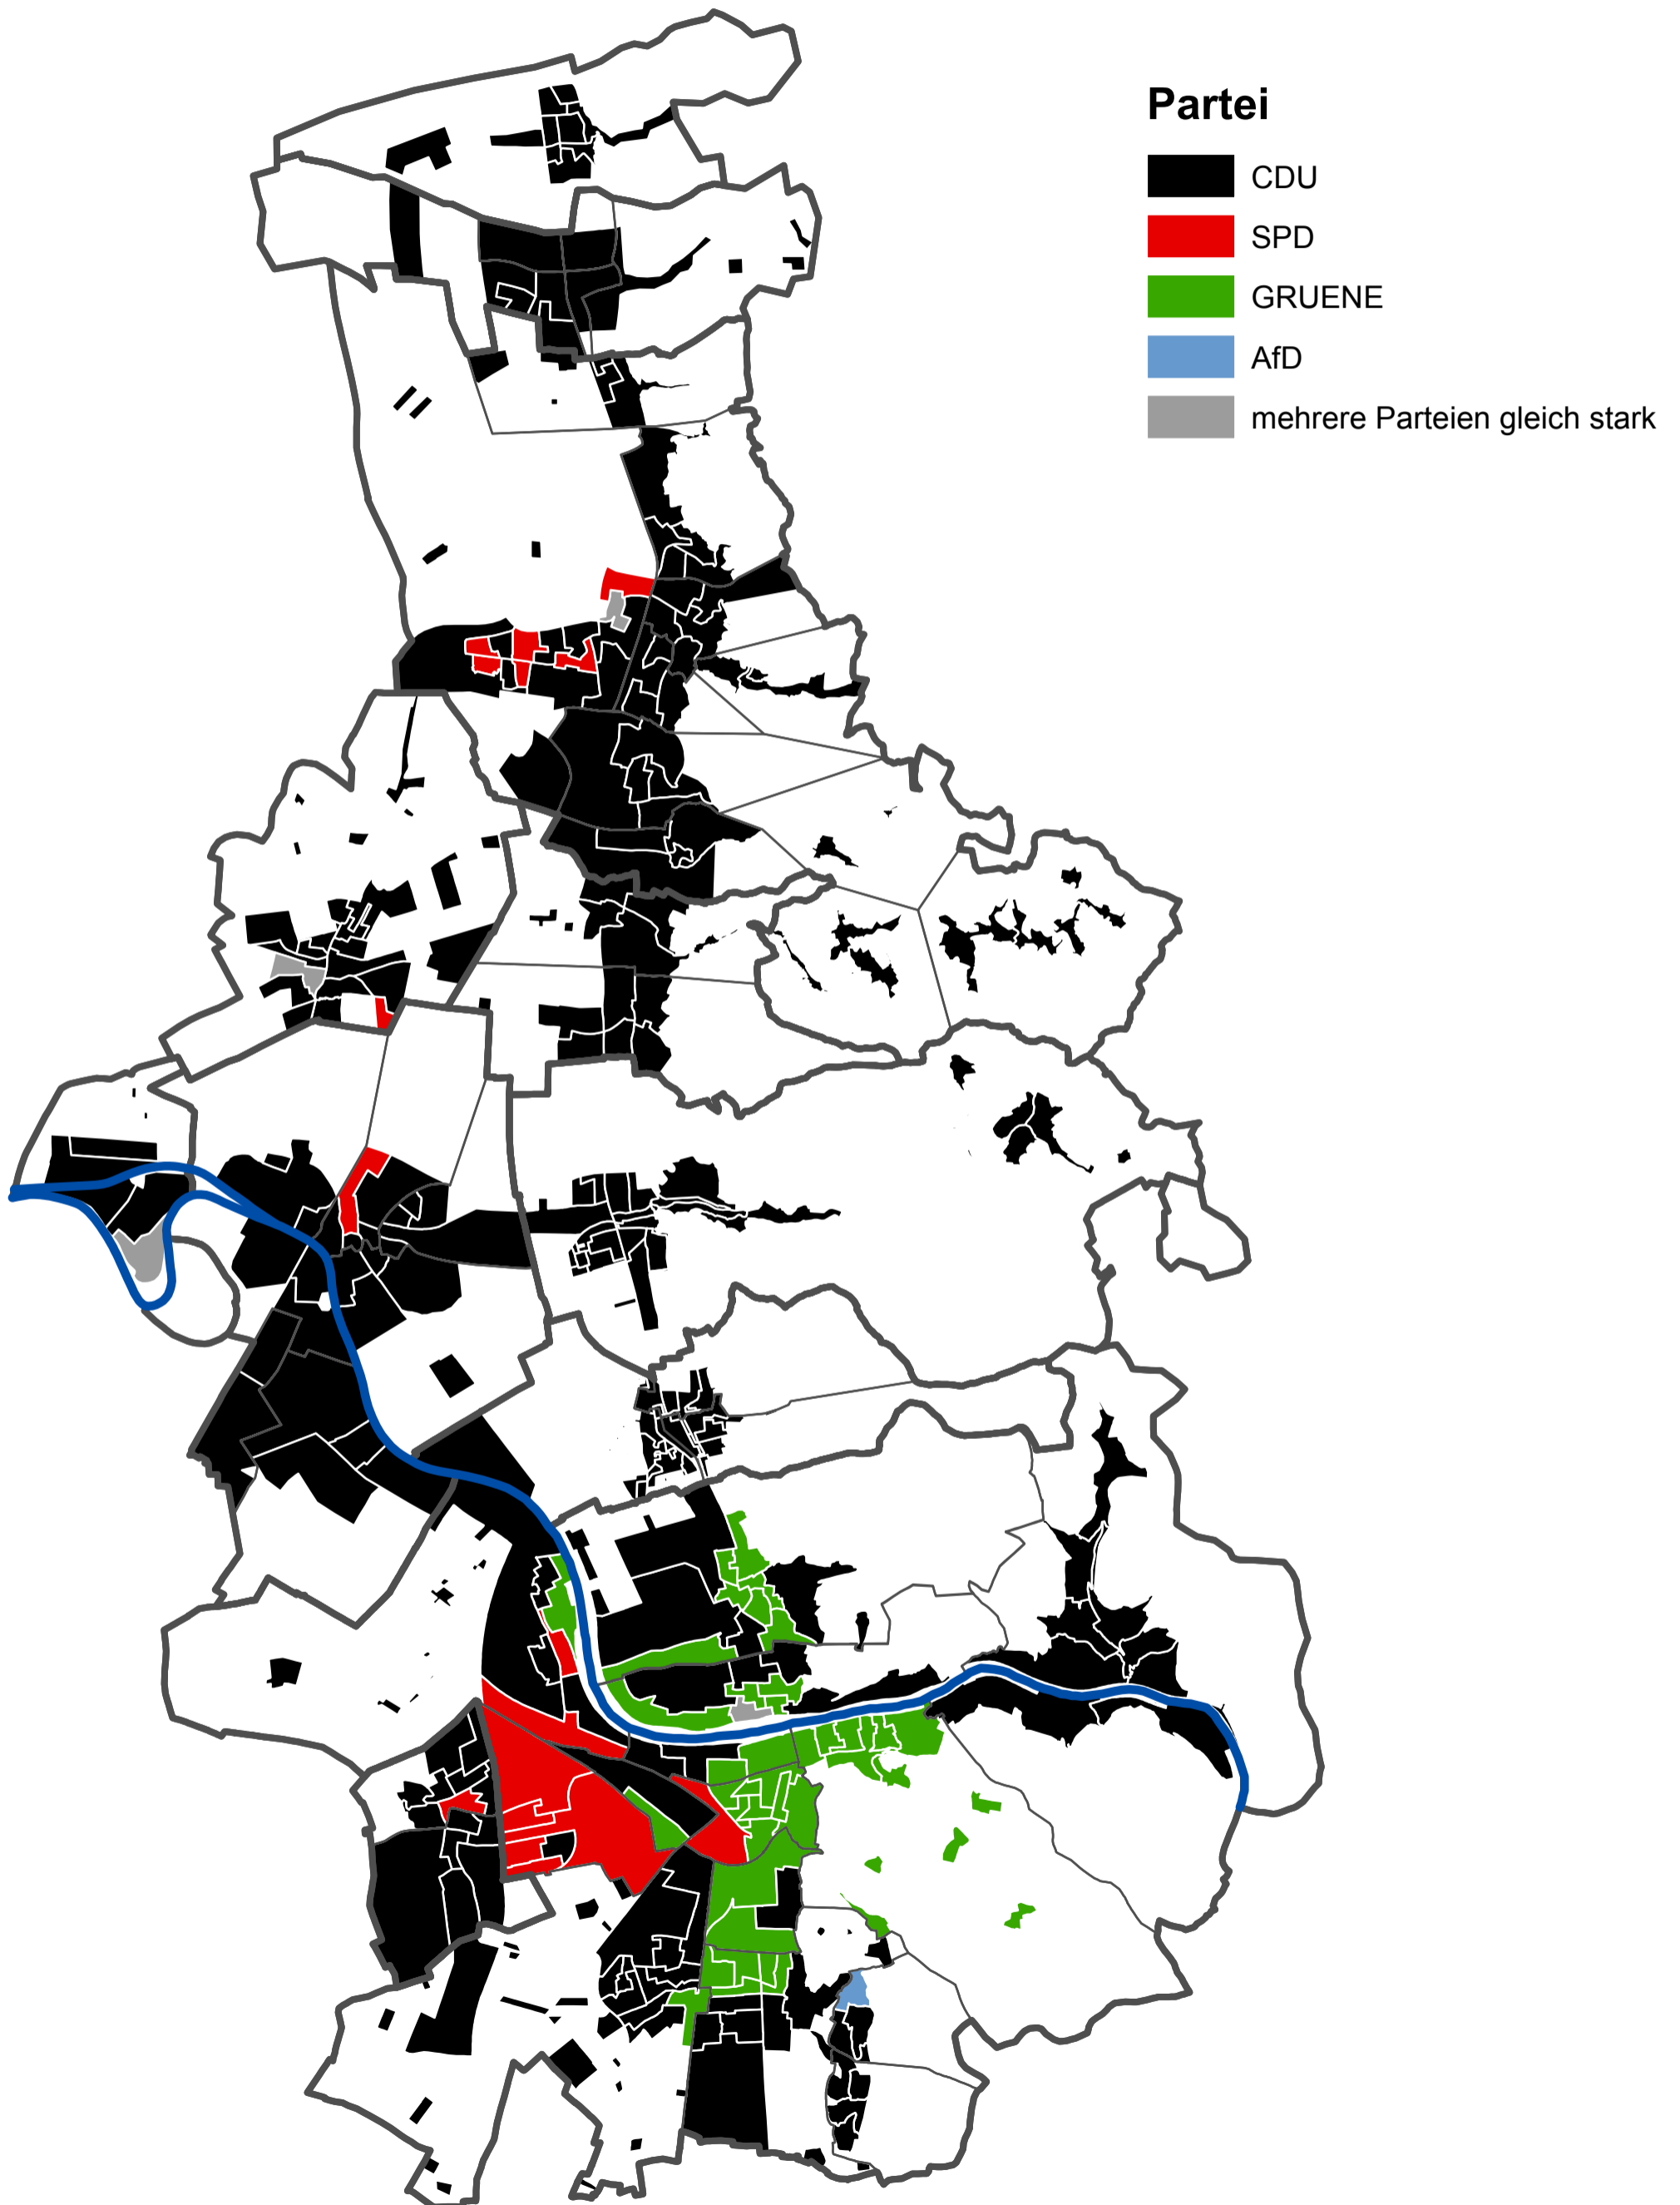 Partei
CDU
SPD
GRUENE
AfD
mehrere Parteien gleich stark